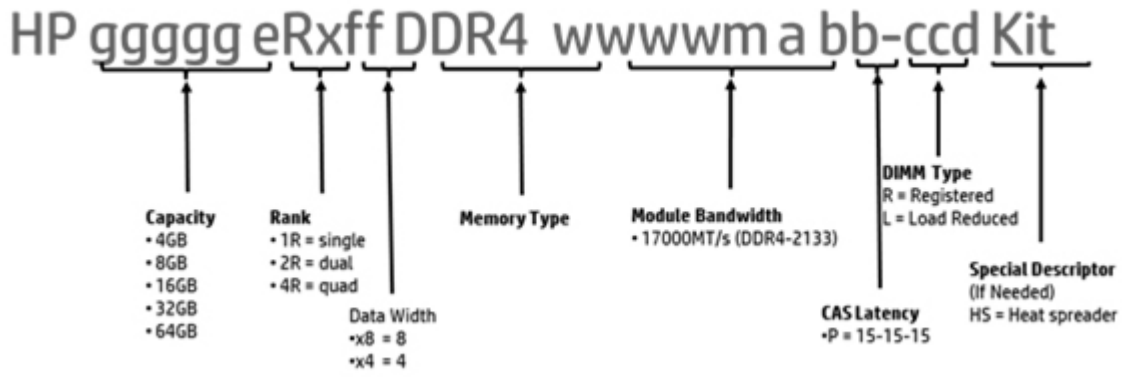 HP ggggg eRxff DDR4 wwwwm a bb-ccd Kit
Capacity
• 4GB
• 8GB
• 16GB
• 32GB
• 64GB
Rank
• 1R = single
• 2R = dual
• 4R = quad
Data Width
•x8 = 8
•x4 = 4
Memory Type
Module Bandwidth
• 17000MT/s (DDR4-2133)
CAS Latency
•P = 15-15-15
DIMM Type
R = Registered
L = Load Reduced
Special Descriptor
(If Needed)
HS = Heat spreader